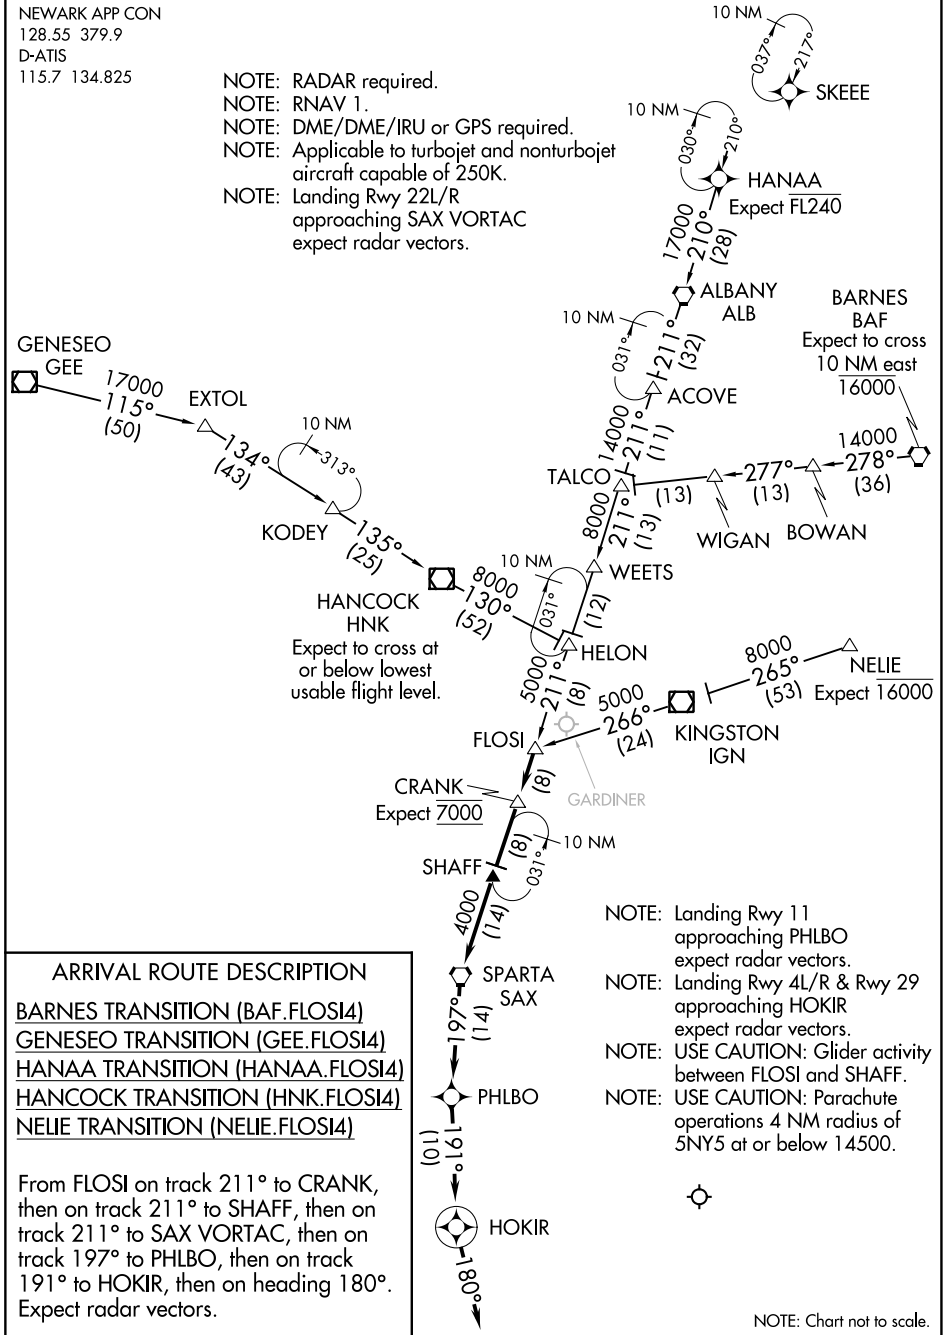 NEWARK APP CON
128.55 379.9
D-ATIS
115.7 134.825
NOTE: RADAR required.
NOTE: RNAV 1.
NOTE: DME/DME/IRU or GPS required.
NOTE: Applicable to turbojet and nonturbojet
aircraft capable of 250K.
NOTE: Landing Rwy 22L/R
approaching SAX VORTAC
expect radar vectors.
10 NM
037°
217°
SKEEE
10 NM
030°
210°
HANAA
Expect FL240
17000
210°
(28)
ALBANY
ALB
10 NM
031°
211°
(32)
ACOVE
BARNES
BAF
Expect to cross
10 NM east
16000
GENESEO
GEE
17000
115°
(50)
EXTOL
134°
(43)
10 NM
313°
KODEY
135°
(25)
14000
211°
(11)
TALCO
14000
278°
(36)
277°
(13)
(13)
WIGAN
BOWAN
8000
211°
(13)
WEETS
HANCOCK
HNK
Expect to cross at
or below lowest
usable flight level.
8000
130°
(52)
10 NM
031°
(12)
HELON
8000
265°
(53)
NELIE
Expect 16000
5000
211°
(8)
5000
266°
(24)
KINGSTON
IGN
FLOSI
GARDINER
(8)
CRANK
Expect 7000
(8)
10 NM
031°
SHAFF
4000
(14)
SPARTA
SAX
197°
(14)
PHLBO
191°
(10)
HOKIR
180°
NOTE: Landing Rwy 11
approaching PHLBO
expect radar vectors.
NOTE: Landing Rwy 4L/R & Rwy 29
approaching HOKIR
expect radar vectors.
NOTE: USE CAUTION: Glider activity
between FLOSI and SHAFF.
NOTE: USE CAUTION: Parachute
operations 4 NM radius of
5NY5 at or below 14500.
ARRIVAL ROUTE DESCRIPTION
BARNES TRANSITION (BAF.FLOSI4)
GENESEO TRANSITION (GEE.FLOSI4)
HANAA TRANSITION (HANAA.FLOSI4)
HANCOCK TRANSITION (HNK.FLOSI4)
NELIE TRANSITION (NELIE.FLOSI4)
From FLOSI on track 211° to CRANK,
then on track 211° to SHAFF, then on
track 211° to SAX VORTAC, then on
track 197° to PHLBO, then on track
191° to HOKIR, then on heading 180°.
Expect radar vectors.
NOTE: Chart not to scale.